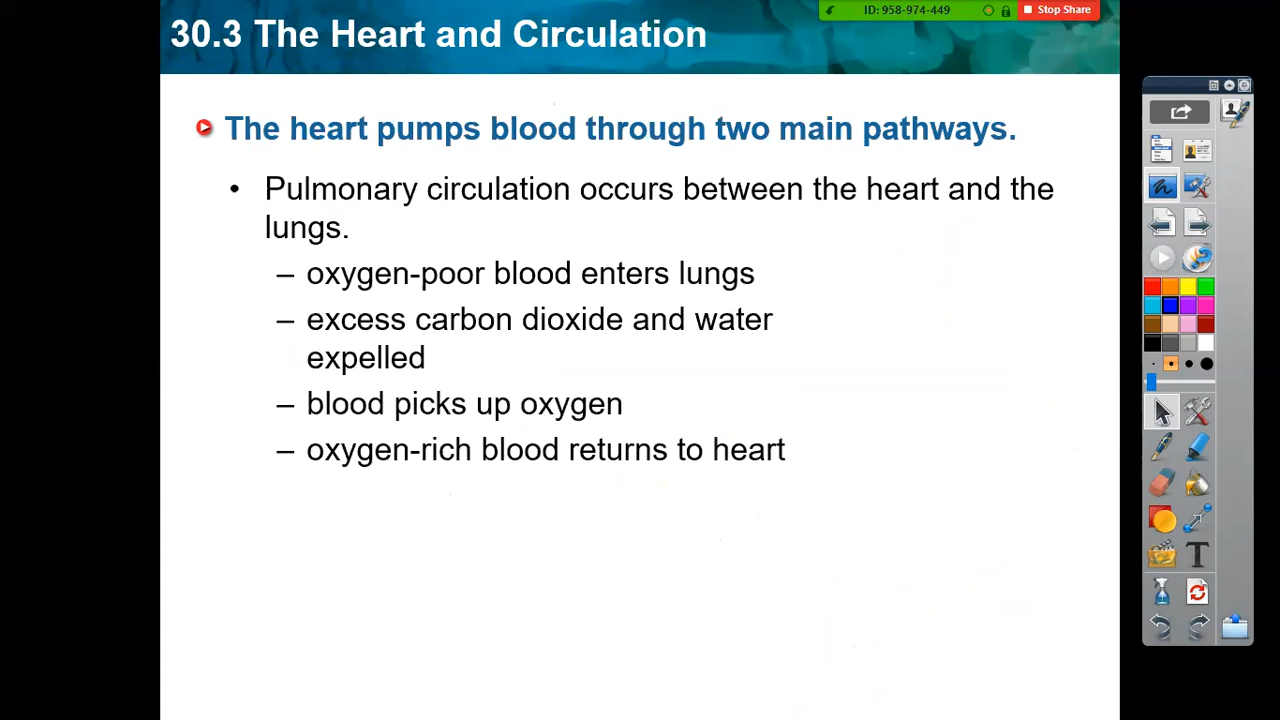 ID: 958-974-449
Stop Share
30.3 The Heart and Circulation
The heart pumps blood through two main pathways.
• Pulmonary circulation occurs between the heart and the
lungs.
– oxygen-poor blood enters lungs
– excess carbon dioxide and water
expelled
– blood picks up oxygen
– oxygen-rich blood returns to heart
T